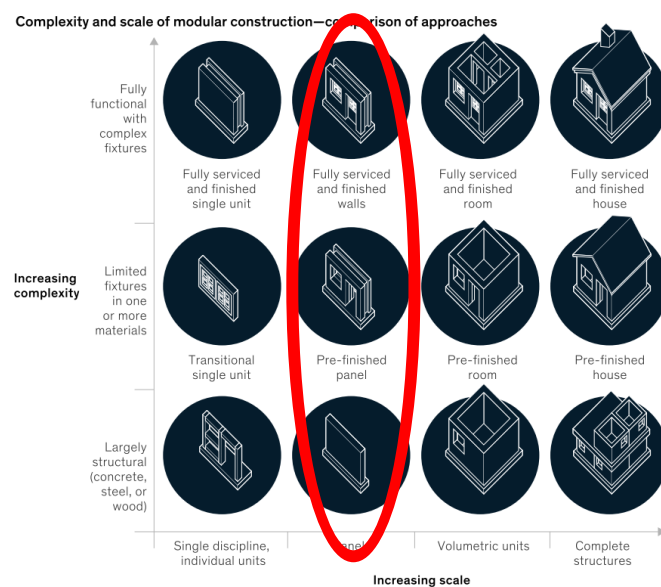 Complexity and scale of modular construction—comparison of approaches
Fully
functional
with
complex
fixtures
Fully serviced
and finished
single unit
Fully serviced
and finished
walls
Fully serviced
and finished
room
Fully serviced
and finished
house
Increasing
complexity
Limited
fixtures
in one
or more
materials
Transitional
single unit
Pre-finished
panel
Pre-finished
room
Pre-finished
house
Largely
structural
(concrete,
steel, or
wood)
Single discipline,
individual units
Volumetric units
Complete
structures
Increasing scale